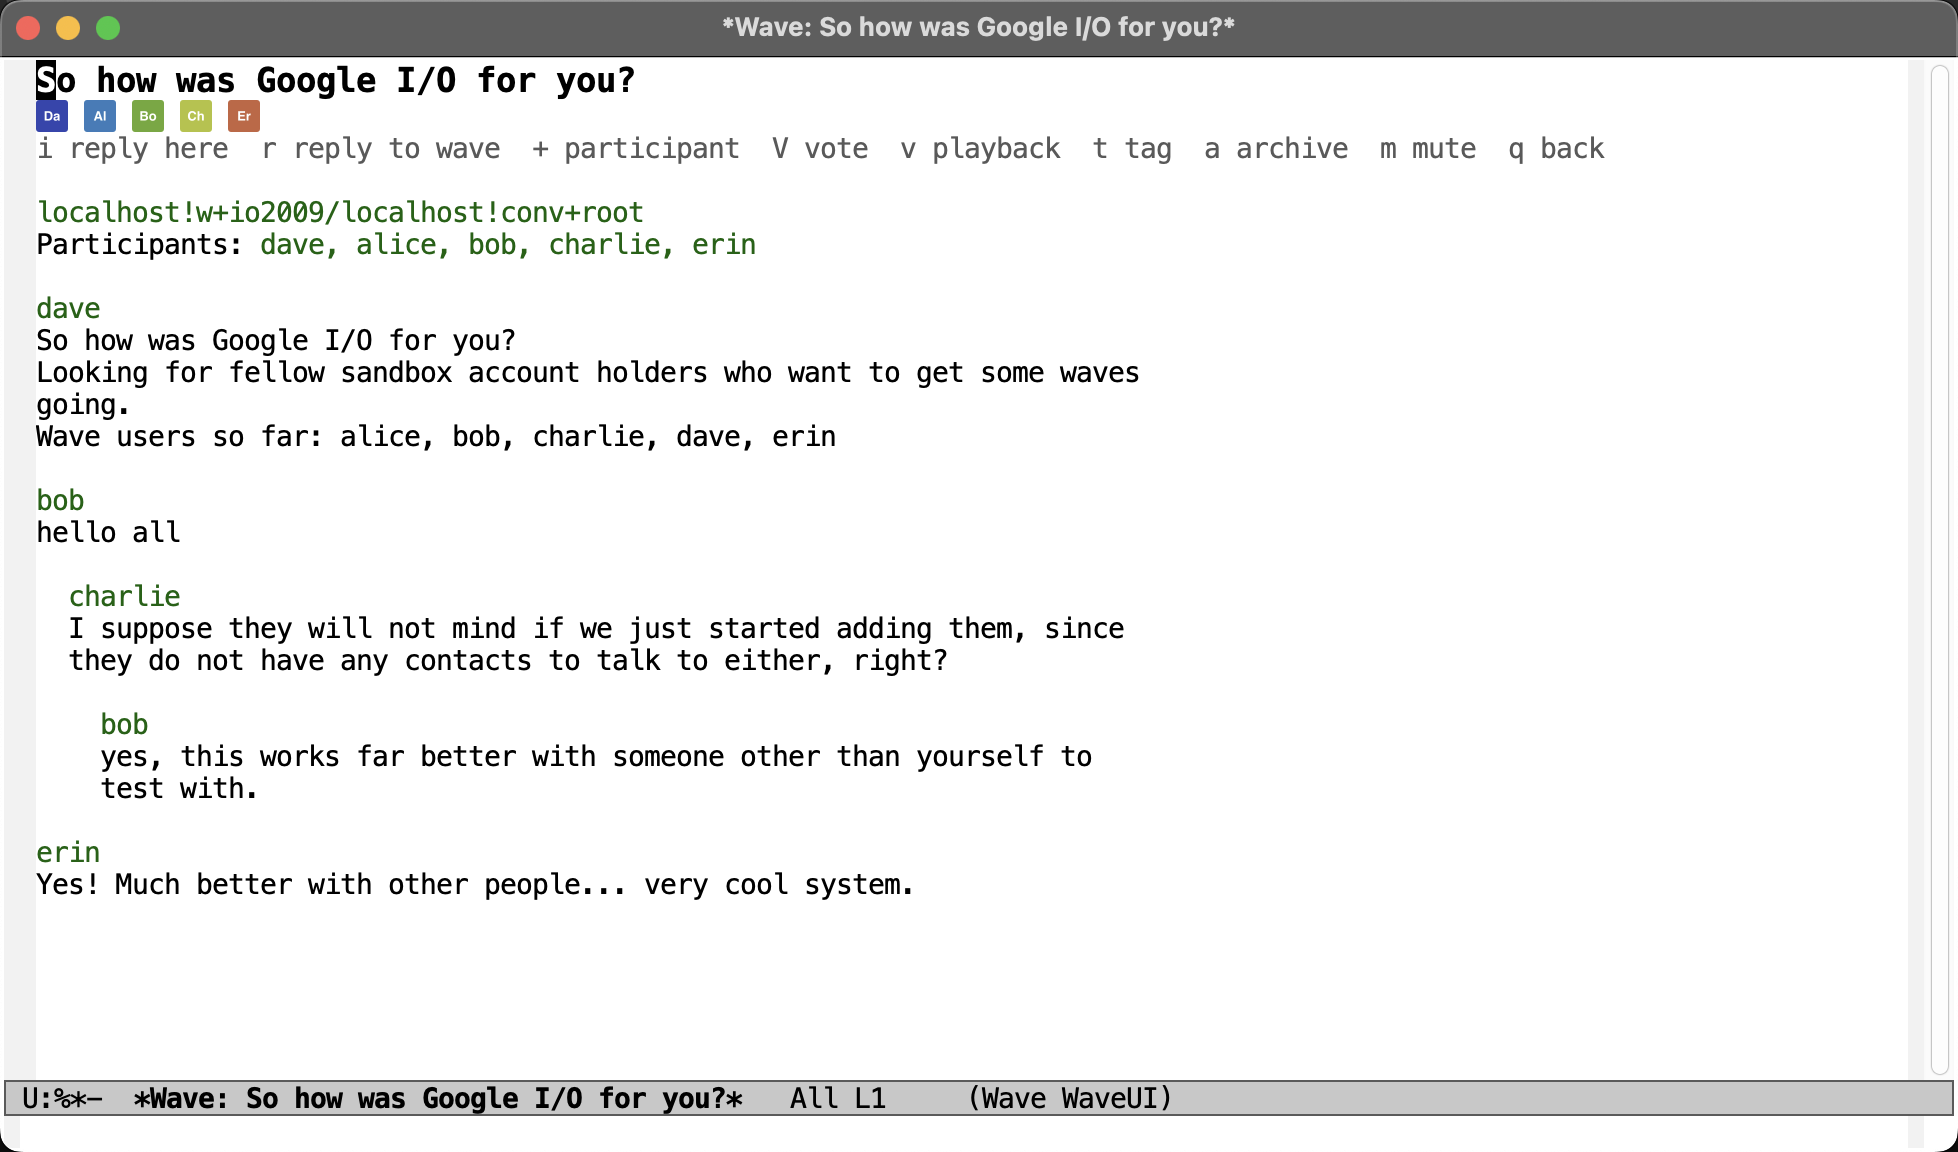 *Wave: So how was Google I/O for you?*
So how was Google I/O for you?
Da Al Bo Ch Er
i reply here  r reply to wave  + participant  V vote  v playback  t tag  a archive  m mute  q back
localhost!w+io2009/localhost!conv+root
Participants: dave, alice, bob, charlie, erin
dave
So how was Google I/O for you?
Looking for fellow sandbox account holders who want to get some waves
going.
Wave users so far: alice, bob, charlie, dave, erin
bob
hello all
charlie
I suppose they will not mind if we just started adding them, since
they do not have any contacts to talk to either, right?
bob
yes, this works far better with someone other than yourself to
test with.
erin
Yes! Much better with other people... very cool system.
U:%*-  *Wave: So how was Google I/O for you?*   All L1     (Wave WaveUI)